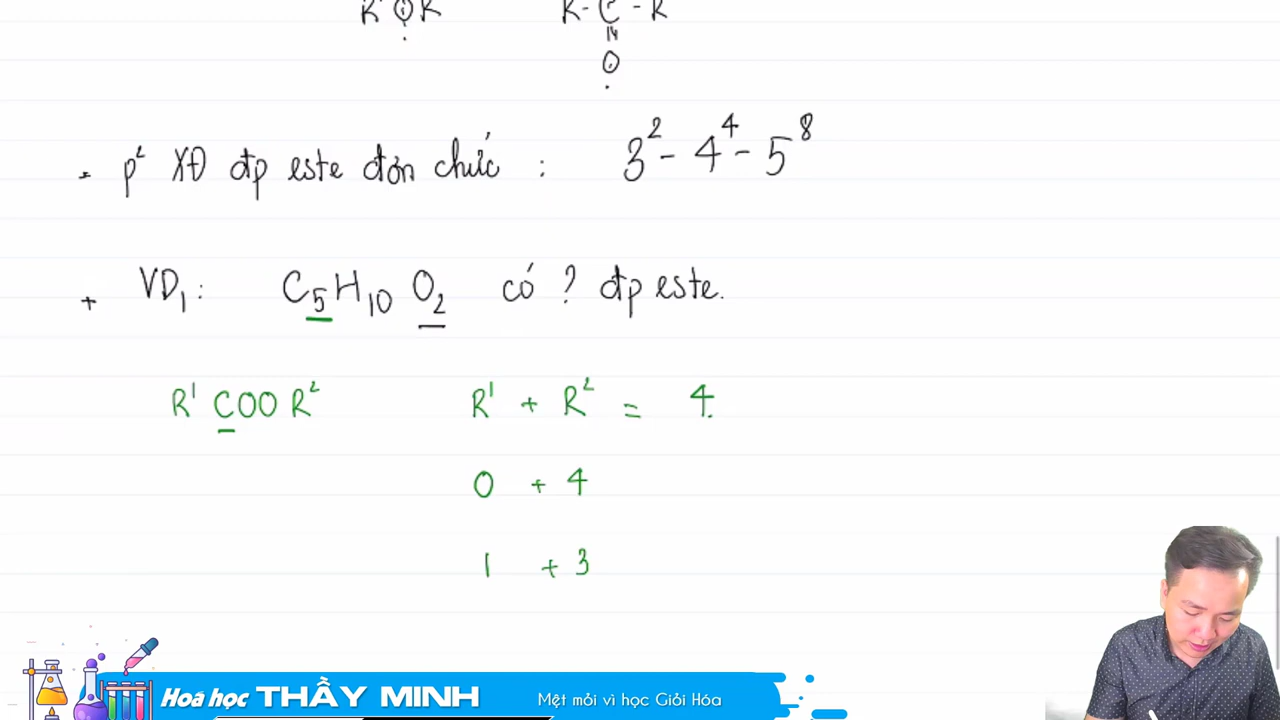 R' O R R - C - R
14
O
- p² XĐ đp este đơn chức : 3² - 4⁴ - 5⁸
+ VD₁: C₅H₁₀O₂ có ? đp este.
R¹COOR² R¹ + R² = 4.
0 + 4
1 + 3
Hoá học THẦY MINH Mệt mỏi vì học Giỏi Hóa